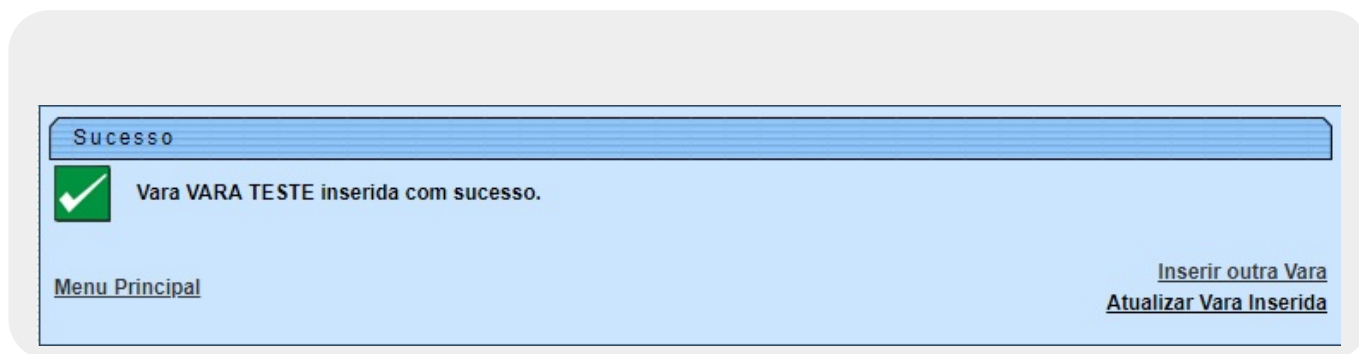 Sucesso
Vara VARA TESTE inserida com sucesso.
Menu Principal
Inserir outra Vara
Atualizar Vara Inserida